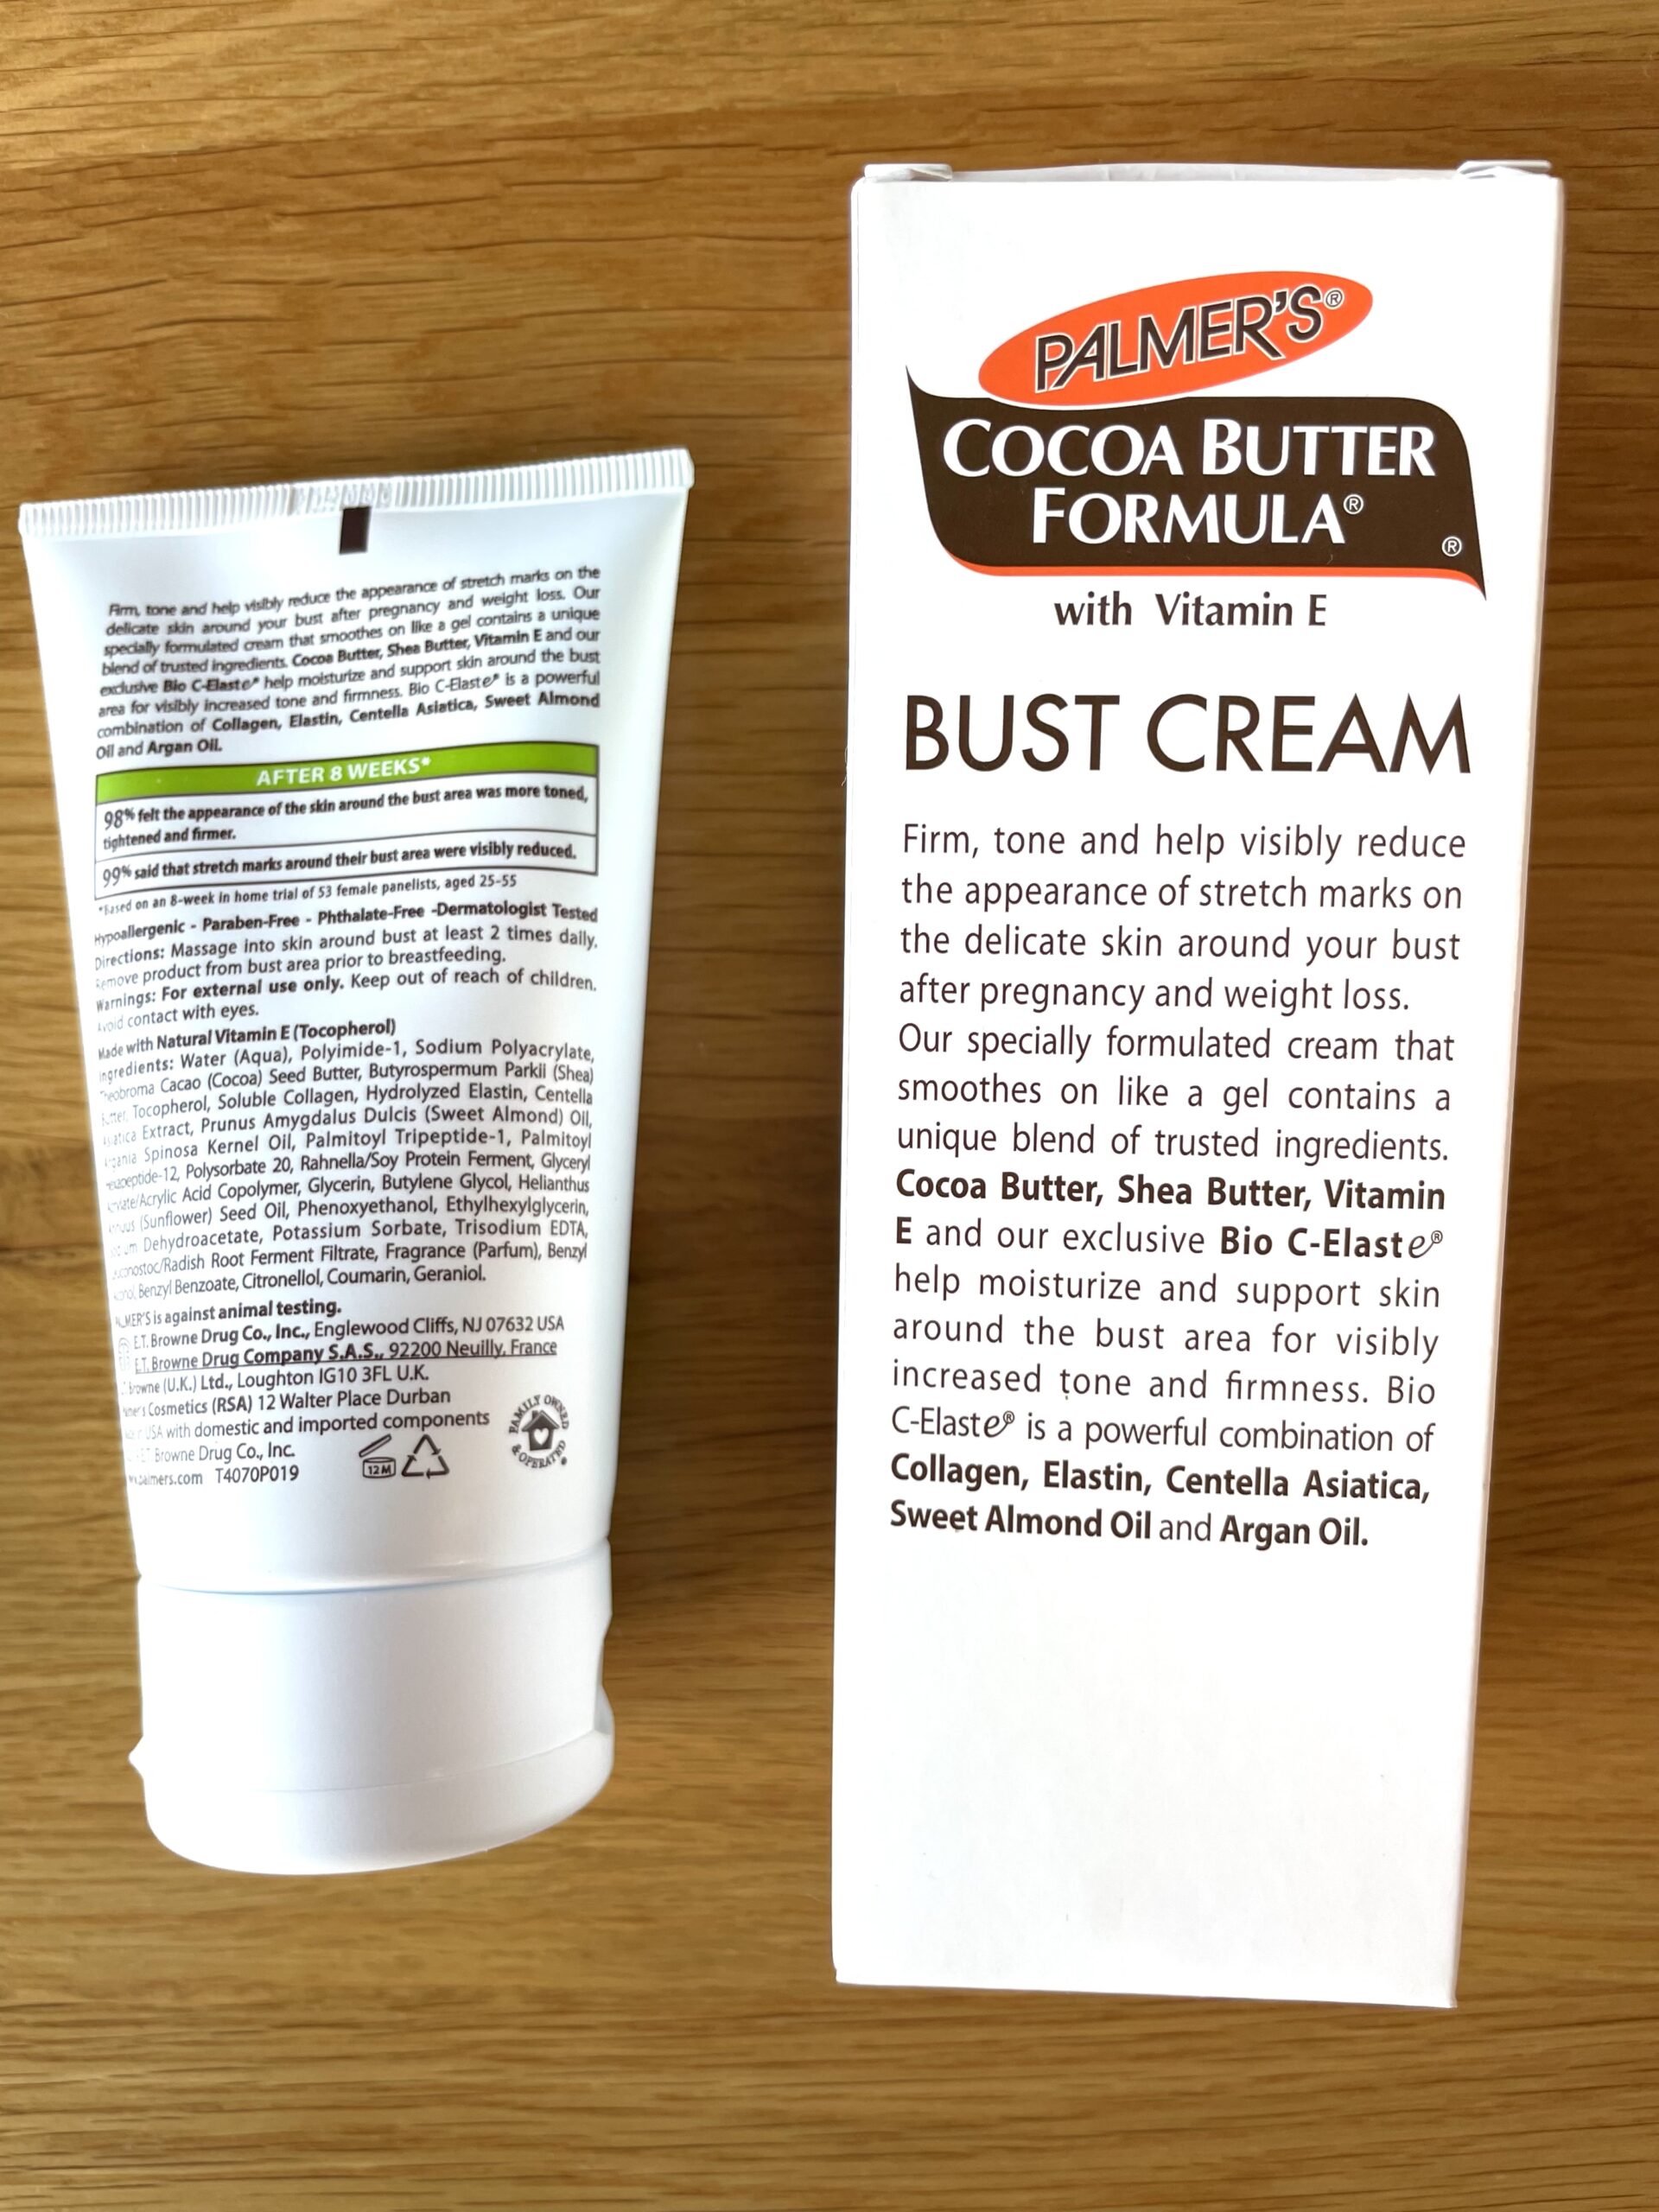 Firm, tone and help visibly reduce the appearance of stretch marks on the
delicate skin around your bust after pregnancy and weight loss. Our
specially formulated cream that smoothes on like a gel contains a unique
blend of trusted ingredients. Cocoa Butter, Shea Butter, Vitamin E and our
exclusive Bio C-Elaste® help moisturize and support skin around the bust
area for visibly increased tone and firmness. Bio C-Elaste® is a powerful
combination of Collagen, Elastin, Centella Asiatica, Sweet Almond
Oil and Argan Oil.
AFTER 8 WEEKS*
98% felt the appearance of the skin around the bust area was more toned,
tightened and firmer.
99% said that stretch marks around their bust area were visibly reduced.
*Based on an 8-week in home trial of 53 female panelists, aged 25-55
Hypoallergenic - Paraben-Free - Phthalate-Free -Dermatologist Tested
Directions: Massage into skin around bust at least 2 times daily.
Remove product from bust area prior to breastfeeding.
Warnings: For external use only. Keep out of reach of children.
Avoid contact with eyes.
Made with Natural Vitamin E (Tocopherol)
Ingredients: Water (Aqua), Polyimide-1, Sodium Polyacrylate,
Theobroma Cacao (Cocoa) Seed Butter, Butyrospermum Parkii (Shea)
Butter, Tocopherol, Soluble Collagen, Hydrolyzed Elastin, Centella
Asiatica Extract, Prunus Amygdalus Dulcis (Sweet Almond) Oil,
Argania Spinosa Kernel Oil, Palmitoyl Tripeptide-1, Palmitoyl
Hexapeptide-12, Polysorbate 20, Rahnella/Soy Protein Ferment, Glyceryl
Acrylate/Acrylic Acid Copolymer, Glycerin, Butylene Glycol, Helianthus
Annuus (Sunflower) Seed Oil, Phenoxyethanol, Ethylhexylglycerin,
Sodium Dehydroacetate, Potassium Sorbate, Trisodium EDTA,
Leuconostoc/Radish Root Ferment Filtrate, Fragrance (Parfum), Benzyl
Alcohol, Benzyl Benzoate, Citronellol, Coumarin, Geraniol.
PALMER'S is against animal testing.
E.T. Browne Drug Co., Inc., Englewood Cliffs, NJ 07632 USA
E.T. Browne Drug Company S.A.S., 92200 Neuilly, France
Browne (U.K.) Ltd., Loughton IG10 3FL U.K.
Palmer's Cosmetics (RSA) 12 Walter Place Durban
USA with domestic and imported components
Browne Drug Co., Inc.
www.palmers.com T4070P019
12M
FAMILY OWNED
& OPERATED
PALMER'S®
COCOA BUTTER
FORMULA®
®
with Vitamin E
BUST CREAM
Firm, tone and help visibly reduce
the appearance of stretch marks on
the delicate skin around your bust
after pregnancy and weight loss.
Our specially formulated cream that
smoothes on like a gel contains a
unique blend of trusted ingredients.
Cocoa Butter, Shea Butter, Vitamin
E and our exclusive Bio C-Elaste®
help moisturize and support skin
around the bust area for visibly
increased tone and firmness. Bio
C-Elaste® is a powerful combination of
Collagen, Elastin, Centella Asiatica,
Sweet Almond Oil and Argan Oil.